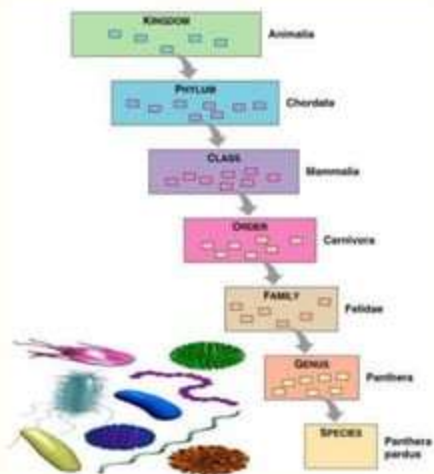 KINGDOM
Animalia
PHYLUM
Chordata
CLASS
Mammalia
ORDER
Carnivora
FAMILY
Felidae
GENUS
Panthera
SPECIES
Panthera
pardus